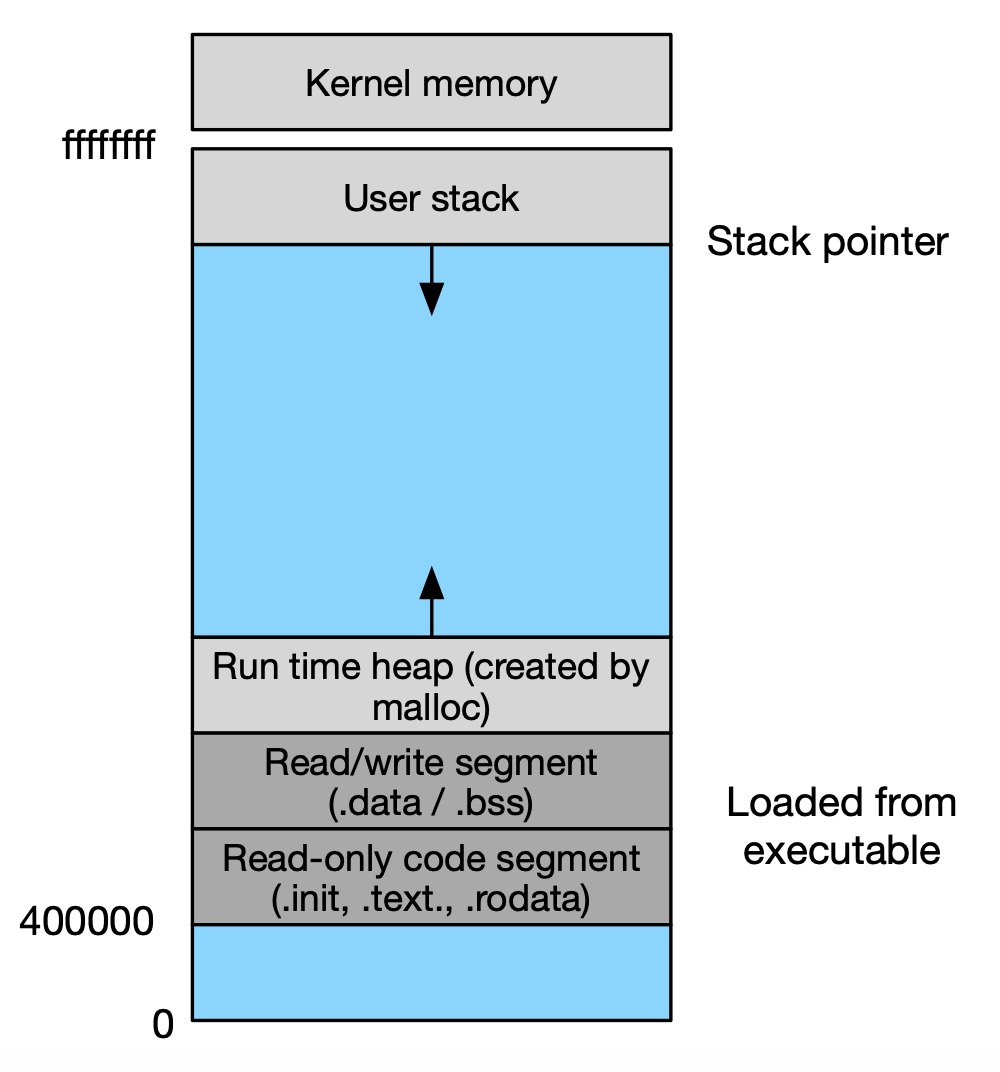 Kernel memory
ffffffff
User stack
Stack pointer
Run time heap (created by
malloc)
Read/write segment
(.data / .bss)
Loaded from
executable
Read-only code segment
(.init, .text., .rodata)
400000
0